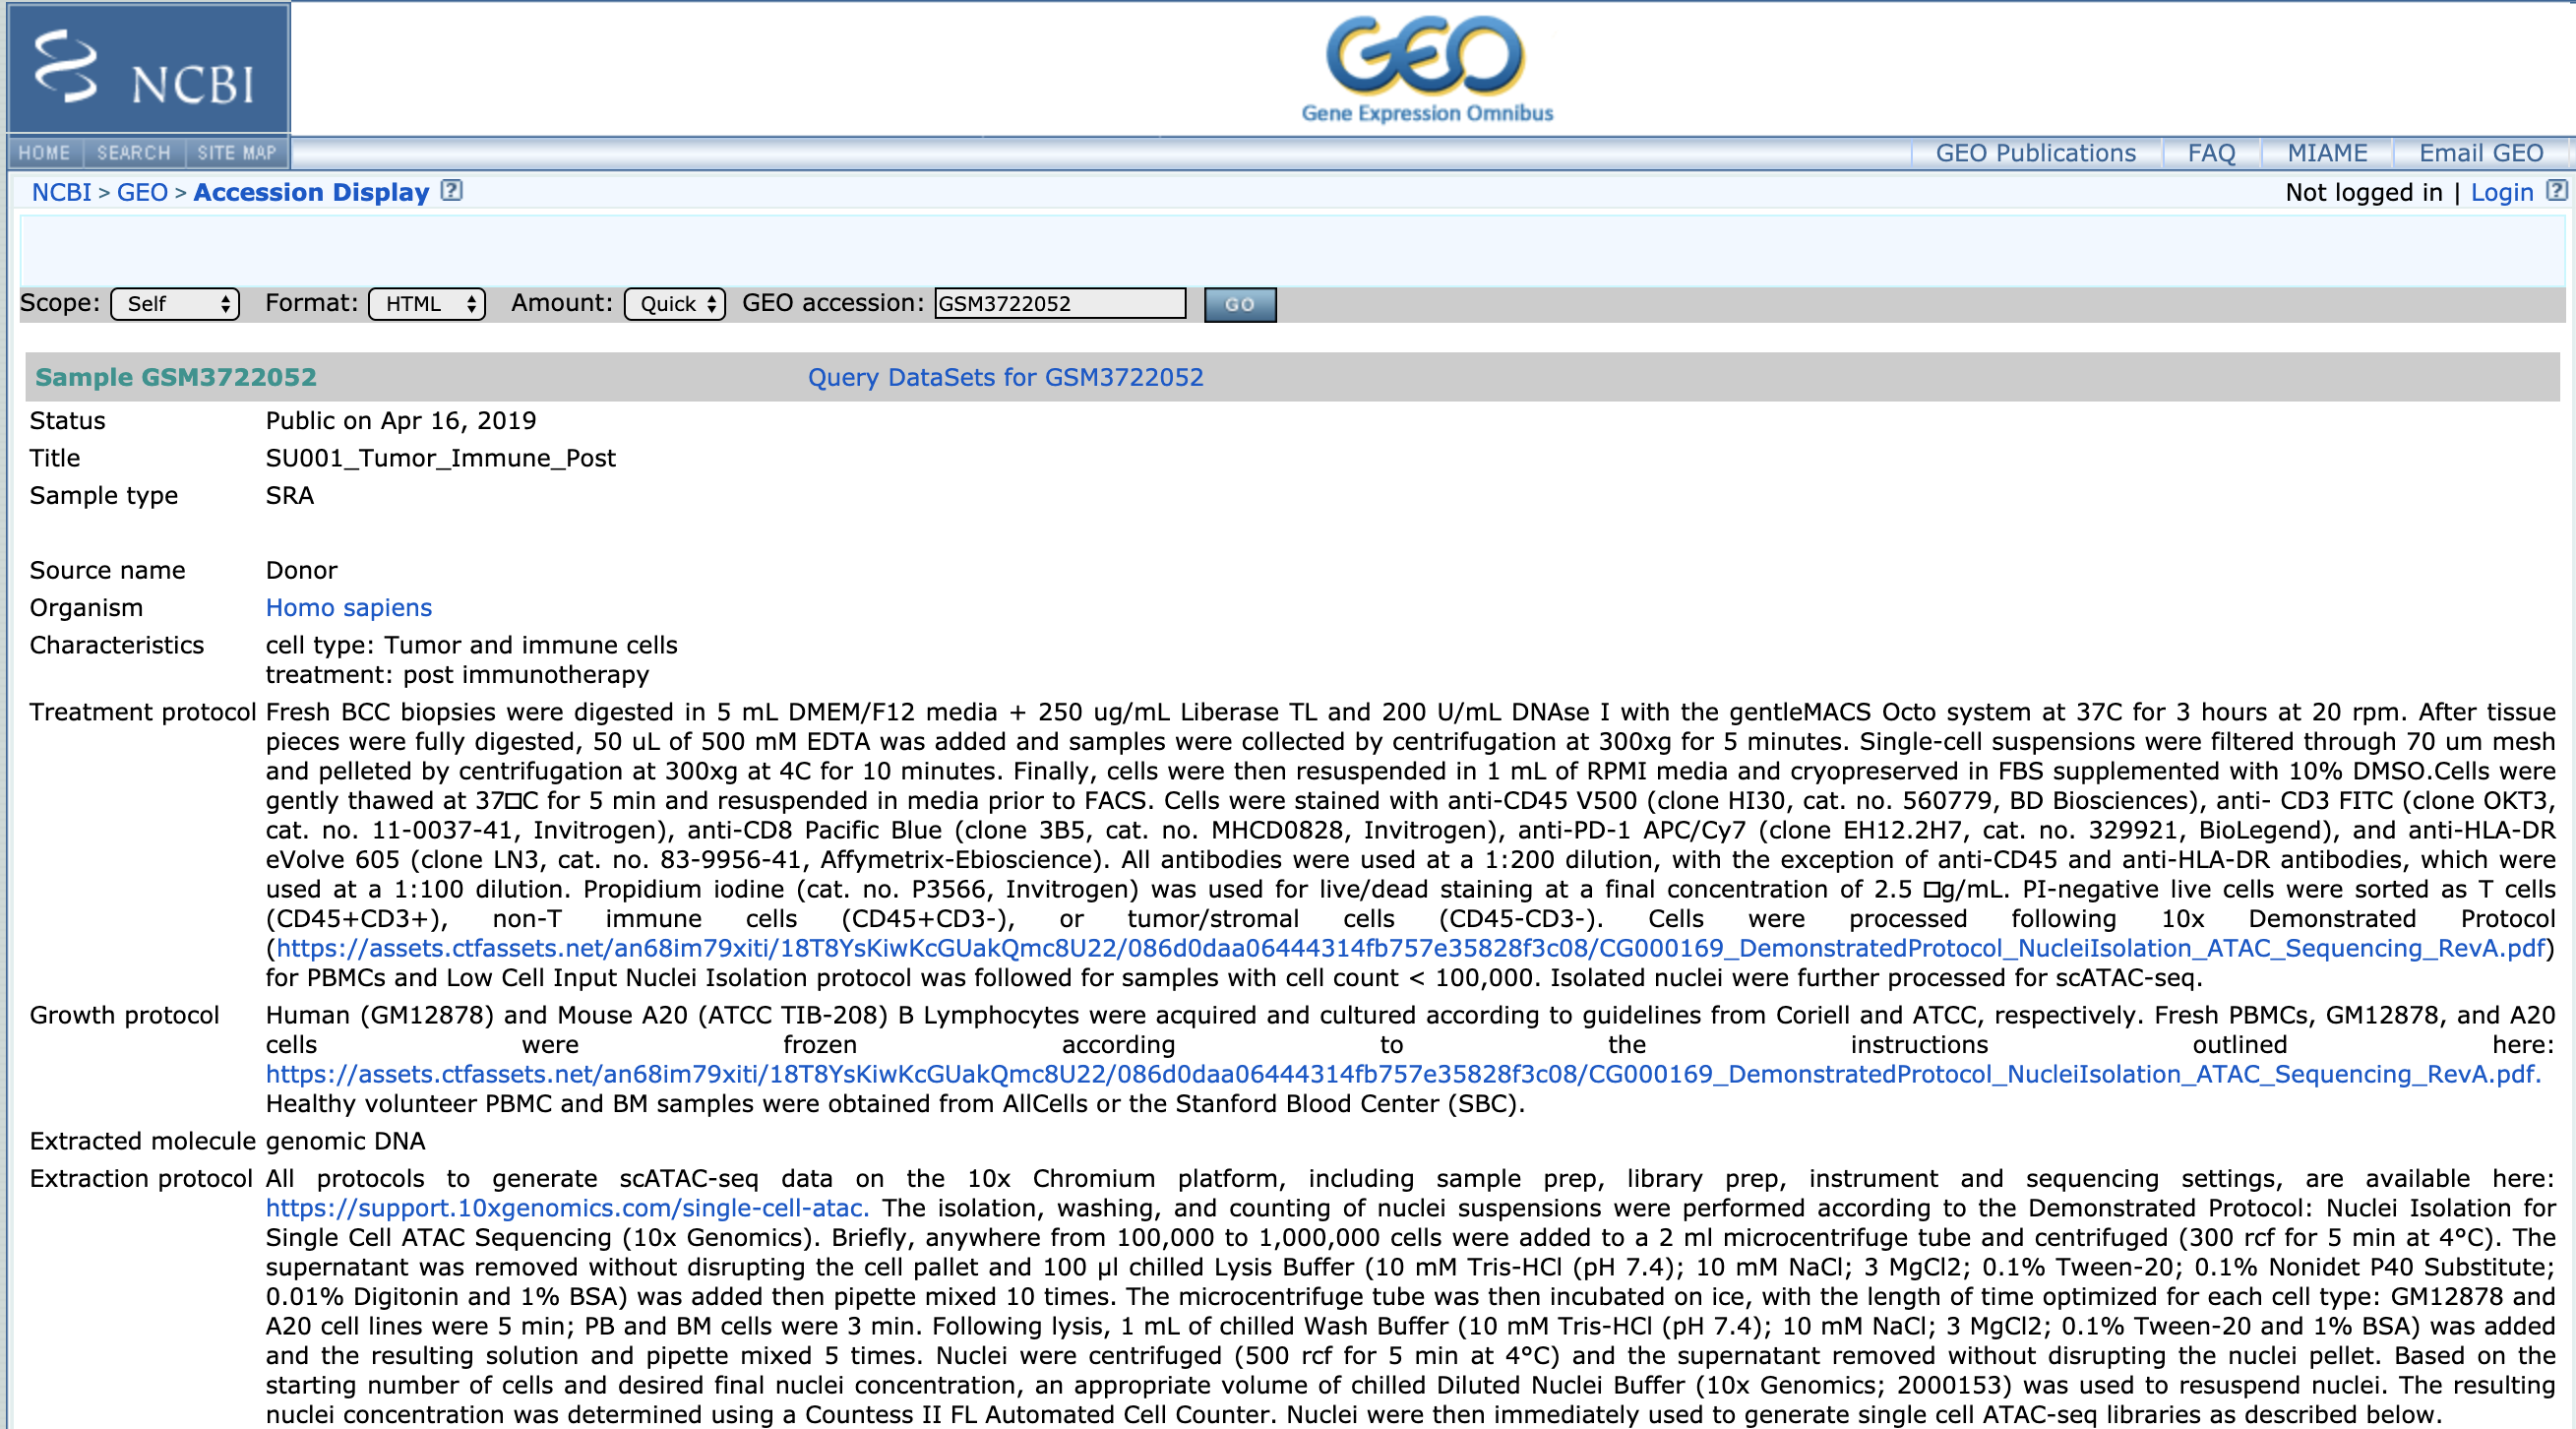 NCBI
GEO
Gene Expression Omnibus
HOME SEARCH SITE MAP GEO Publications FAQ MIAME Email GEO
NCBI > GEO > Accession Display ? Not logged in | Login ?
Scope: Self Format: HTML Amount: Quick GEO accession: GSM3722052 GO
Sample GSM3722052 Query DataSets for GSM3722052
Status Public on Apr 16, 2019
Title SU001_Tumor_Immune_Post
Sample type SRA
Source name Donor
Organism Homo sapiens
Characteristics cell type: Tumor and immune cells
treatment: post immunotherapy
Treatment protocol Fresh BCC biopsies were digested in 5 mL DMEM/F12 media + 250 ug/mL Liberase TL and 200 U/mL DNAse I with the gentleMACS Octo system at 37C for 3 hours at 20 rpm. After tissue
pieces were fully digested, 50 uL of 500 mM EDTA was added and samples were collected by centrifugation at 300xg for 5 minutes. Single-cell suspensions were filtered through 70 um mesh
and pelleted by centrifugation at 300xg at 4C for 10 minutes. Finally, cells were then resuspended in 1 mL of RPMI media and cryopreserved in FBS supplemented with 10% DMSO.Cells were
gently thawed at 37□C for 5 min and resuspended in media prior to FACS. Cells were stained with anti-CD45 V500 (clone HI30, cat. no. 560779, BD Biosciences), anti- CD3 FITC (clone OKT3,
cat. no. 11-0037-41, Invitrogen), anti-CD8 Pacific Blue (clone 3B5, cat. no. MHCD0828, Invitrogen), anti-PD-1 APC/Cy7 (clone EH12.2H7, cat. no. 329921, BioLegend), and anti-HLA-DR
eVolve 605 (clone LN3, cat. no. 83-9956-41, Affymetrix-Ebioscience). All antibodies were used at a 1:200 dilution, with the exception of anti-CD45 and anti-HLA-DR antibodies, which were
used at a 1:100 dilution. Propidium iodine (cat. no. P3566, Invitrogen) was used for live/dead staining at a final concentration of 2.5 □g/mL. PI-negative live cells were sorted as T cells
(CD45+CD3+), non-T immune cells (CD45+CD3-), or tumor/stromal cells (CD45-CD3-). Cells were processed following 10x Demonstrated Protocol
(https://assets.ctfassets.net/an68im79xiti/18T8YsKiwKcGUakQmc8U22/086d0daa06444314fb757e35828f3c08/CG000169_DemonstratedProtocol_NucleiIsolation_ATAC_Sequencing_RevA.pdf)
for PBMCs and Low Cell Input Nuclei Isolation protocol was followed for samples with cell count < 100,000. Isolated nuclei were further processed for scATAC-seq.
Growth protocol Human (GM12878) and Mouse A20 (ATCC TIB-208) B Lymphocytes were acquired and cultured according to guidelines from Coriell and ATCC, respectively. Fresh PBMCs, GM12878, and A20
cells were frozen according to the instructions outlined here:
https://assets.ctfassets.net/an68im79xiti/18T8YsKiwKcGUakQmc8U22/086d0daa06444314fb757e35828f3c08/CG000169_DemonstratedProtocol_NucleiIsolation_ATAC_Sequencing_RevA.pdf.
Healthy volunteer PBMC and BM samples were obtained from AllCells or the Stanford Blood Center (SBC).
Extracted molecule genomic DNA
Extraction protocol All protocols to generate scATAC-seq data on the 10x Chromium platform, including sample prep, library prep, instrument and sequencing settings, are available here:
https://support.10xgenomics.com/single-cell-atac. The isolation, washing, and counting of nuclei suspensions were performed according to the Demonstrated Protocol: Nuclei Isolation for
Single Cell ATAC Sequencing (10x Genomics). Briefly, anywhere from 100,000 to 1,000,000 cells were added to a 2 ml microcentrifuge tube and centrifuged (300 rcf for 5 min at 4°C). The
supernatant was removed without disrupting the cell pallet and 100 μl chilled Lysis Buffer (10 mM Tris-HCl (pH 7.4); 10 mM NaCl; 3 MgCl2; 0.1% Tween-20; 0.1% Nonidet P40 Substitute;
0.01% Digitonin and 1% BSA) was added then pipette mixed 10 times. The microcentrifuge tube was then incubated on ice, with the length of time optimized for each cell type: GM12878 and
A20 cell lines were 5 min; PB and BM cells were 3 min. Following lysis, 1 mL of chilled Wash Buffer (10 mM Tris-HCl (pH 7.4); 10 mM NaCl; 3 MgCl2; 0.1% Tween-20 and 1% BSA) was added
and the resulting solution and pipette mixed 5 times. Nuclei were centrifuged (500 rcf for 5 min at 4°C) and the supernatant removed without disrupting the nuclei pellet. Based on the
starting number of cells and desired final nuclei concentration, an appropriate volume of chilled Diluted Nuclei Buffer (10x Genomics; 2000153) was used to resuspend nuclei. The resulting
nuclei concentration was determined using a Countess II FL Automated Cell Counter. Nuclei were then immediately used to generate single cell ATAC-seq libraries as described below.